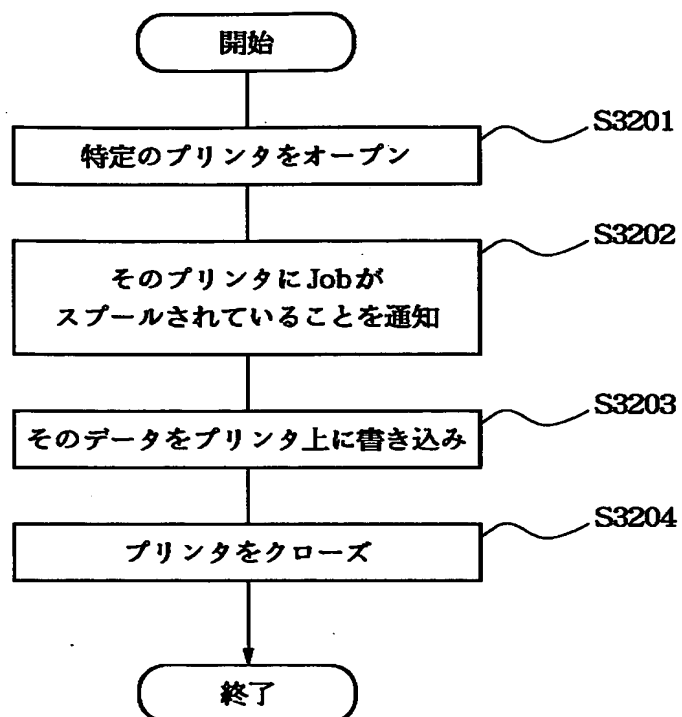 開始
特定のプリンタをオープン
S3201
そのプリンタにJobが
スプールされていることを通知
S3202
そのデータをプリンタ上に書き込み
S3203
プリンタをクローズ
S3204
終了